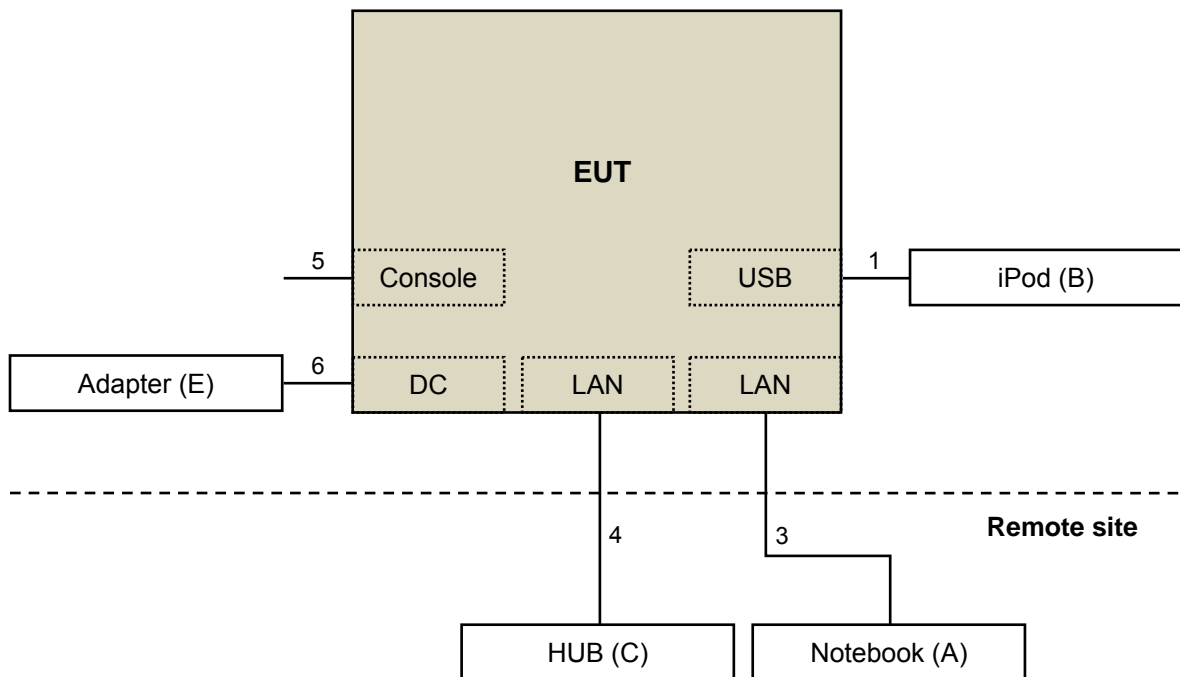 EUT
5
Console
USB
1
iPod (B)
Adapter (E)
6
DC
LAN
LAN
4
3
Remote site
HUB (C)
Notebook (A)